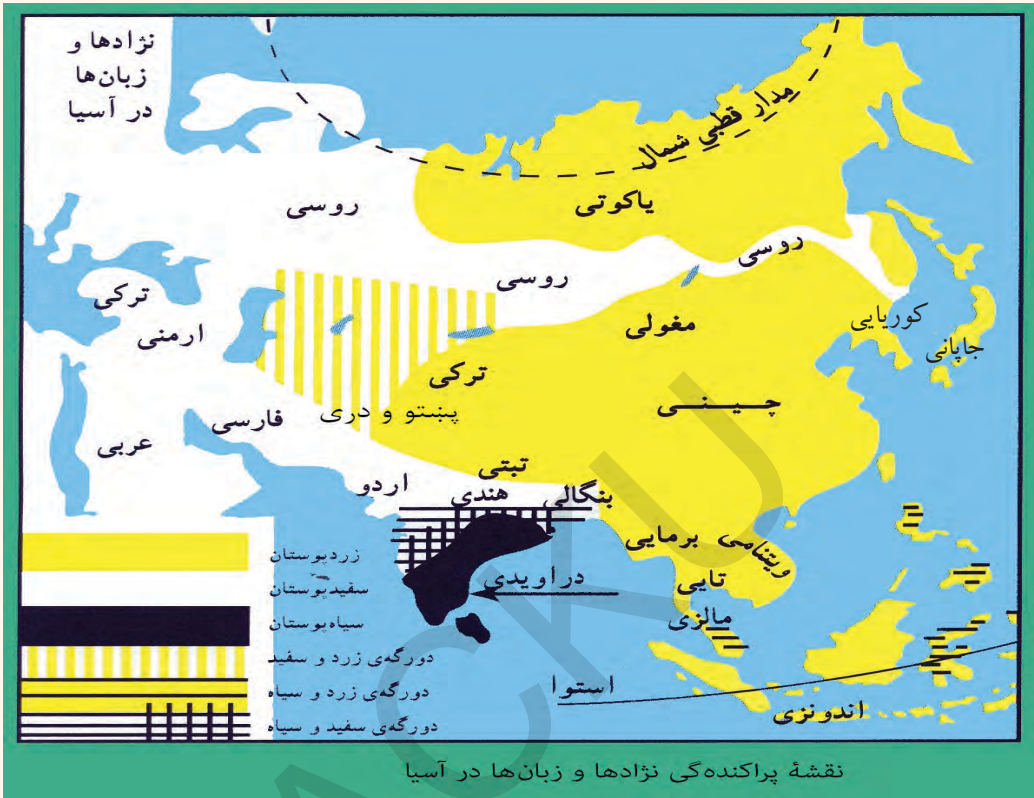 نژادها و
زبان‌ها
در آسیا
مدار قطبی شمال
یاکوتی
روسی
روسی
روسی
ترکی
ارمنی
مغولی
کوریایی
جاپانی
ترکی
پښتو و دری
چینی
فارسی
عربی
تبتی
اردو
هندی
بنگالی
برمایی
ویتنامی
تایی
دراویدی
مالزی
استوا
اندونزی
زردپوستان
سفیدپوستان
سیاه‌پوستان
دورگه‌ی زرد و سفید
دورگه‌ی زرد و سیاه
دورگه‌ی سفید و سیاه
نقشهٔ پراکنده‌گی نژادها و زبان‌ها در آسیا
ACKU